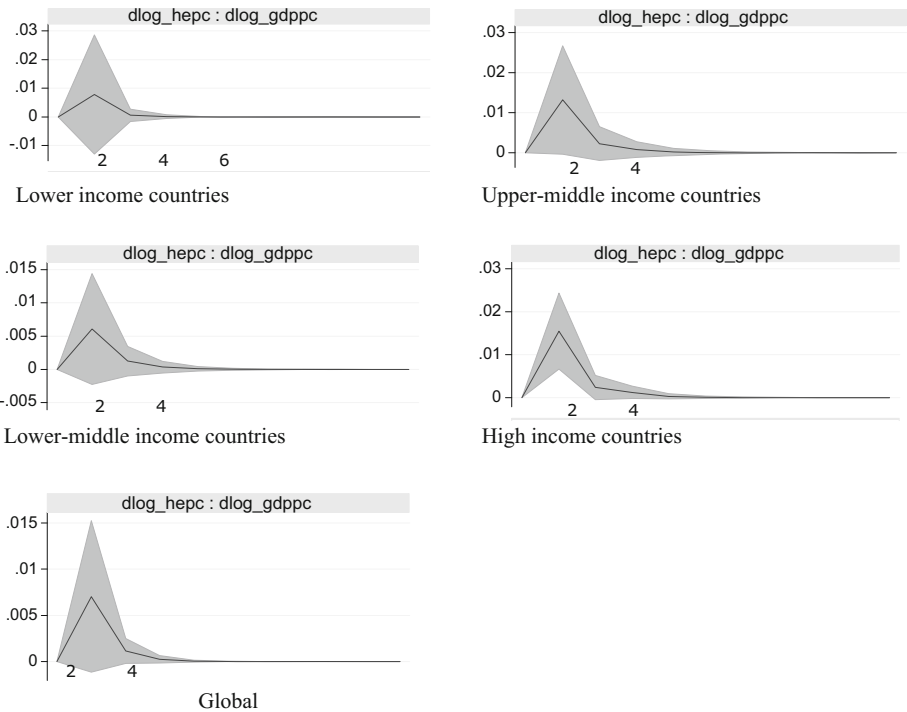 dlog_hepc : dlog_gdppc
.03
.02
.01
0
-.01
2 4 6
Lower income countries
dlog_hepc : dlog_gdppc
.03
.02
.01
0
2 4
Upper-middle income countries
dlog_hepc : dlog_gdppc
.015
.01
.005
0
-.005
2 4
Lower-middle income countries
dlog_hepc : dlog_gdppc
.03
.02
.01
0
2 4
High income countries
dlog_hepc : dlog_gdppc
.015
.01
.005
0
2 4
Global